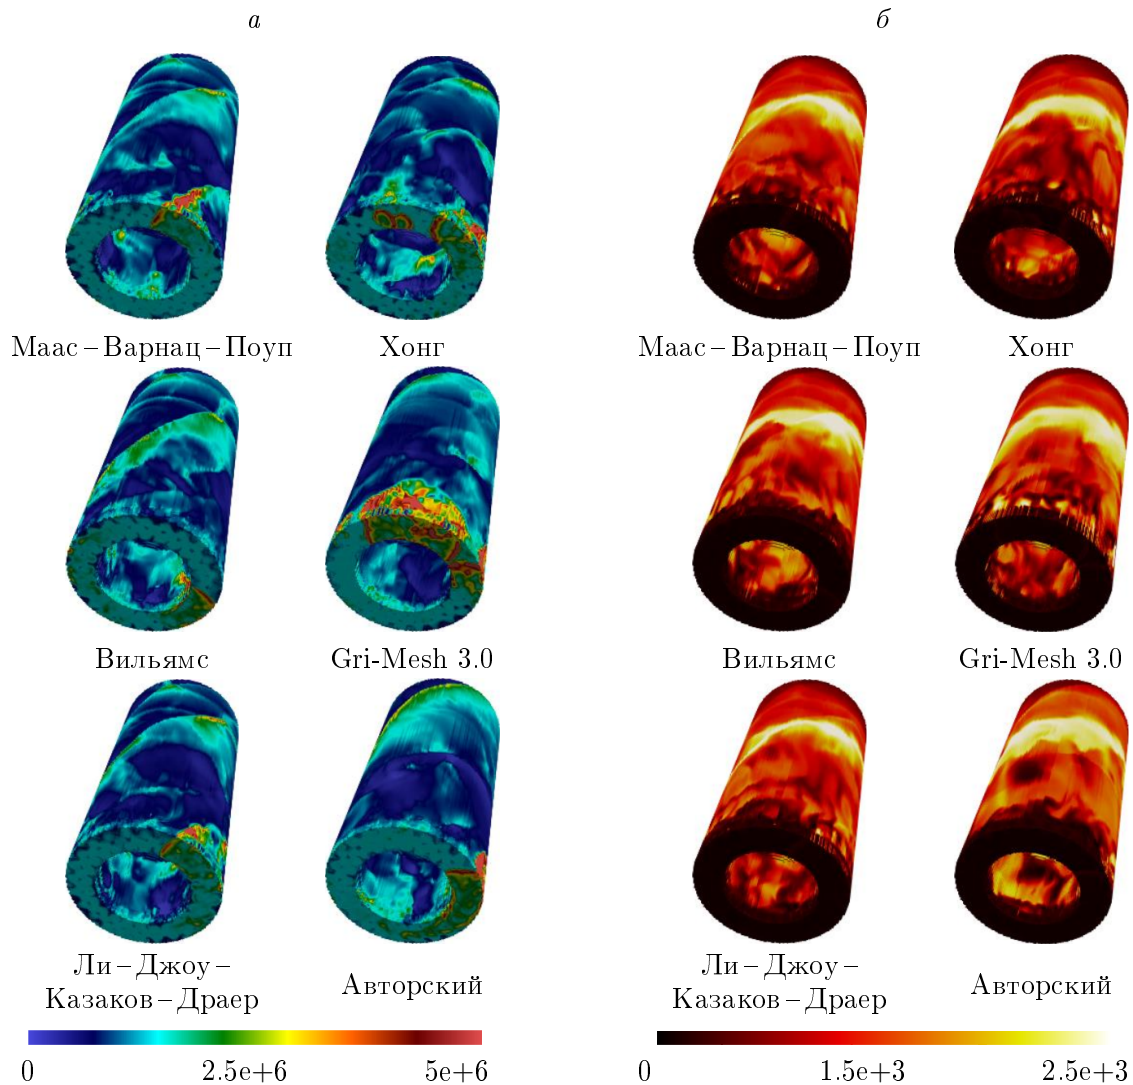 а
б
Маас – Варнац – Поуп
Хонг
Маас – Варнац – Поуп
Хонг
Вильямс
Gri-Mesh 3.0
Вильямс
Gri-Mesh 3.0
Ли – Джоу –
Казаков – Драер
Авторский
Ли – Джоу –
Казаков – Драер
Авторский
0 2.5e+6 5e+6
0 1.5e+3 2.5e+3